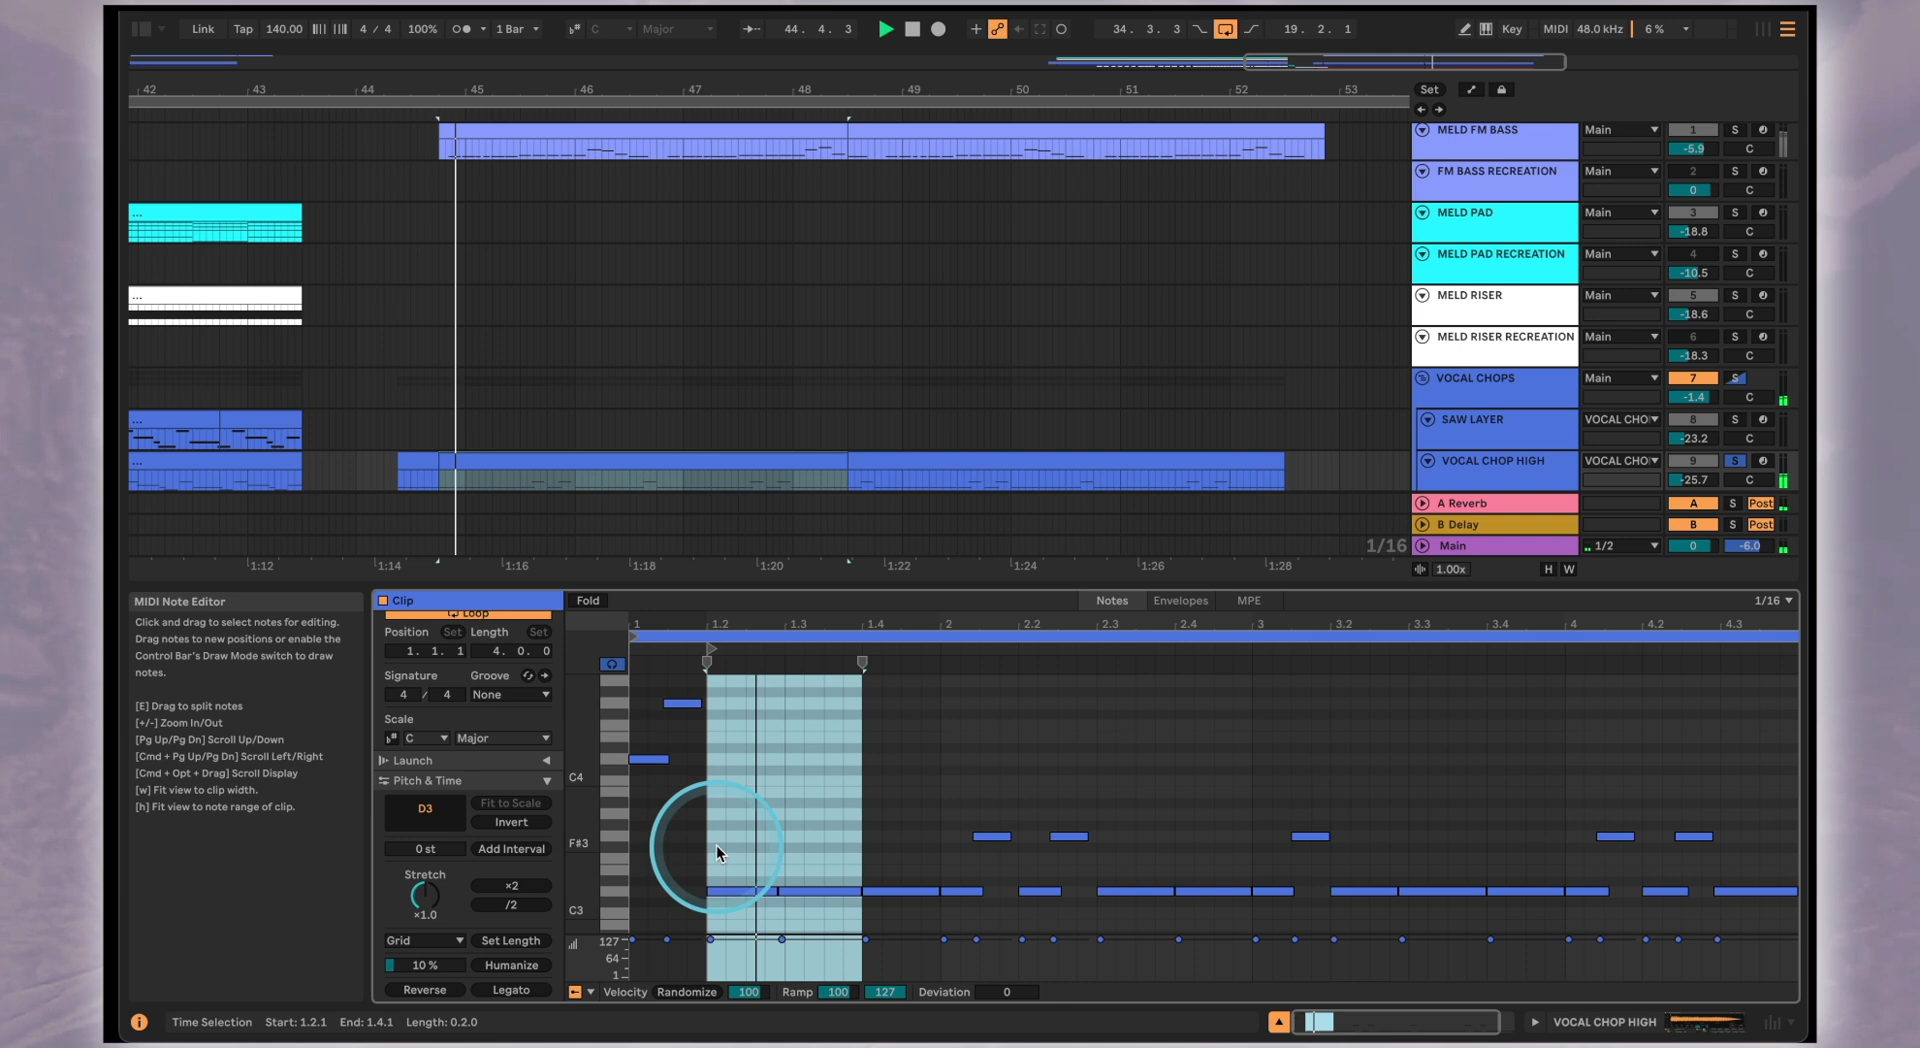 Link Tap 140.00 4 / 4 100% 1 Bar C Major 44. 4. 3 34. 3. 3 19. 2. 1 Key MIDI 48.0 kHz 6 %
42 43 44 45 46 47 48 49 50 51 52 53 Set
MELD FM BASS Main 1 S
-5.9 C
FM BASS RECREATION Main 2 S
0 C
... MELD PAD Main 3 S
-18.8 C
MELD PAD RECREATION Main 4 S
-10.5 C
... MELD RISER Main 5 S
-18.6 C
MELD RISER RECREATION Main 6 S
-18.3 C
VOCAL CHOPS Main 7 S
-1.4 C
... SAW LAYER VOCAL CHO 8 S
-23.2 C
... VOCAL CHOP HIGH VOCAL CHO 9 S
-25.7 C
A Reverb A S Post
B Delay B S Post
1/16 Main 1/2 0 -6.0
1:12 1:14 1:16 1:18 1:20 1:22 1:24 1:26 1:28 1.00x H W
MIDI Note Editor
Click and drag to select notes for editing.
Drag notes to new positions or enable the
Control Bar's Draw Mode switch to draw
notes.
[E] Drag to split notes
[+/-] Zoom In/Out
[Pg Up/Pg Dn] Scroll Up/Down
[Cmd + Pg Up/Pg Dn] Scroll Left/Right
[Cmd + Opt + Drag] Scroll Display
[w] Fit view to clip width.
[h] Fit view to note range of clip.
Clip
Loop
Position Set Length Set
1. 1. 1 4. 0. 0
Signature Groove
4 / 4 None
Scale
C Major
Launch
Pitch & Time
D3 Fit to Scale
Invert
0 st Add Interval
Stretch
×2
/2
×1.0
Grid Set Length
10 % Humanize
Reverse Legato
Fold Notes Envelopes MPE 1/16
1 1.2 1.3 1.4 2 2.2 2.3 2.4 3 3.2 3.3 3.4 4 4.2 4.3
C4
F#3
C3
127
64
1
Velocity Randomize 100 Ramp 100 127 Deviation 0
Time Selection Start: 1.2.1 End: 1.4.1 Length: 0.2.0 VOCAL CHOP HIGH